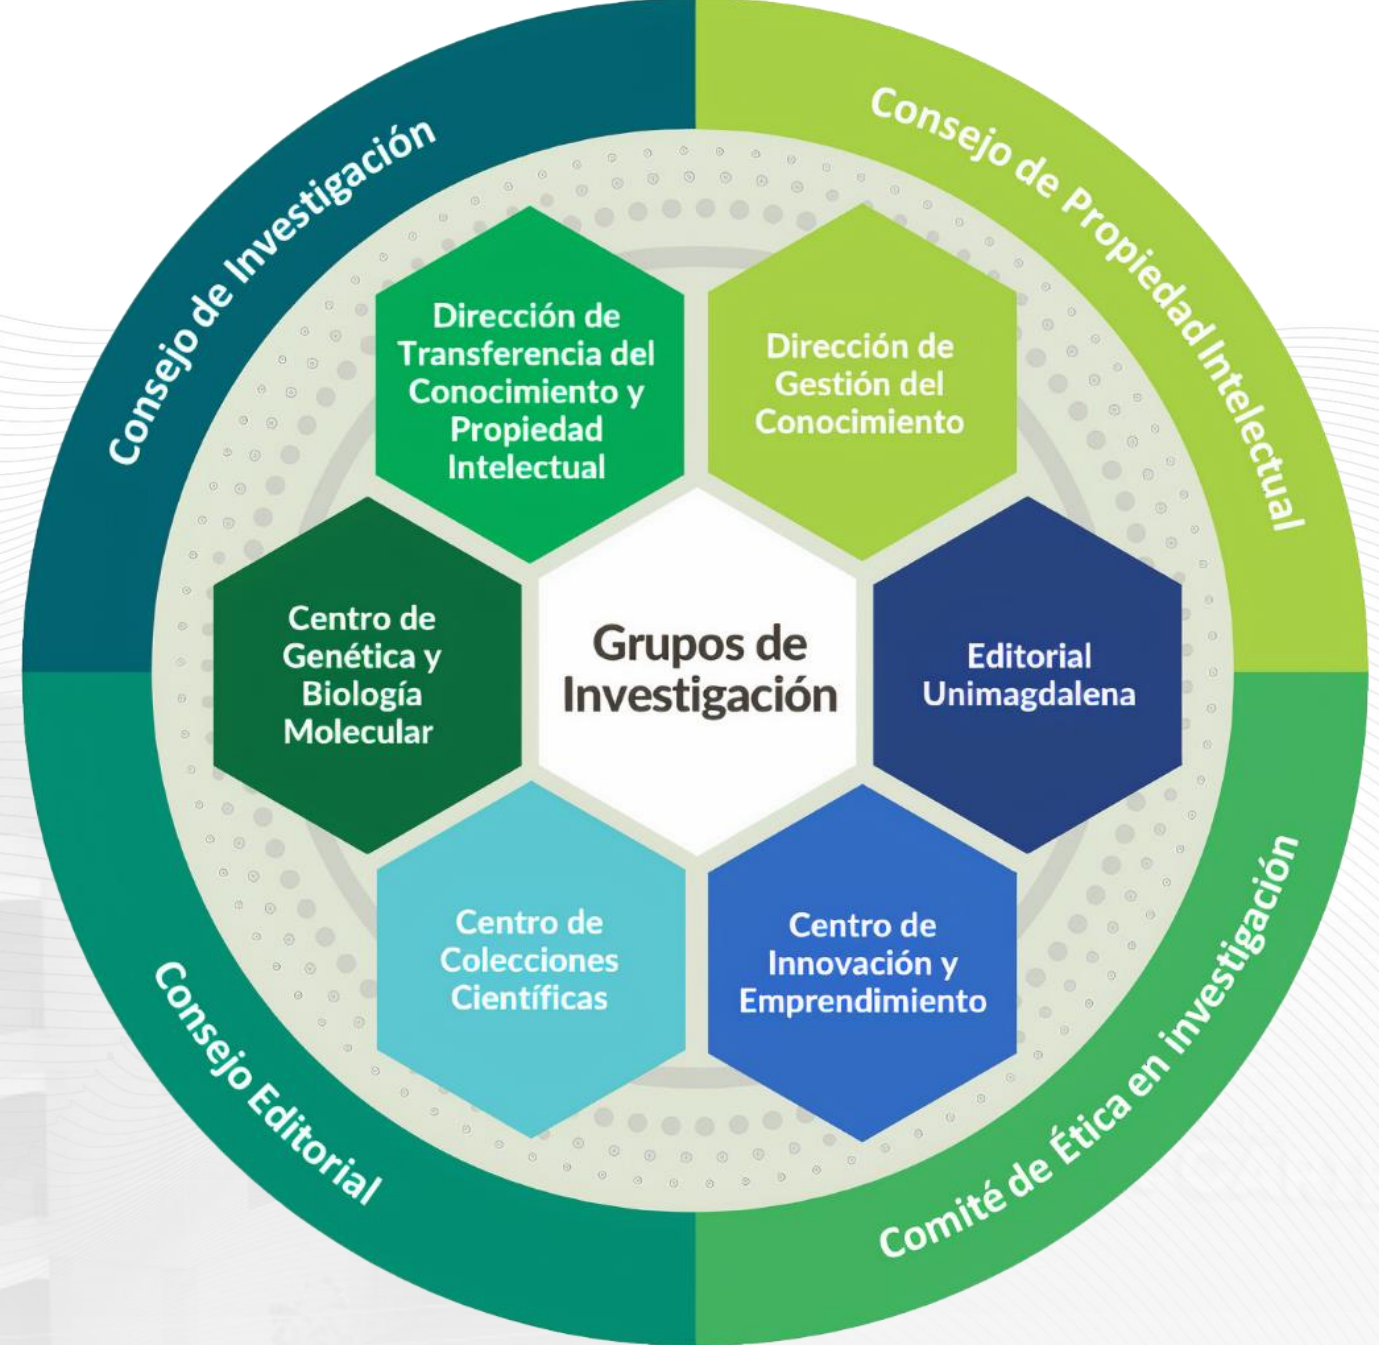 Consejo de Investigación
Consejo de Propiedad Intelectual
Dirección de
Transferencia del
Conocimiento y
Propiedad
Intelectual
Dirección de
Gestión del
Conocimiento
Centro de
Genética y
Biología
Molecular
Grupos de
Investigación
Editorial
Unimagdalena
Centro de
Colecciones
Científicas
Centro de
Innovación y
Emprendimiento
Consejo Editorial
Comité de Ética en investigación